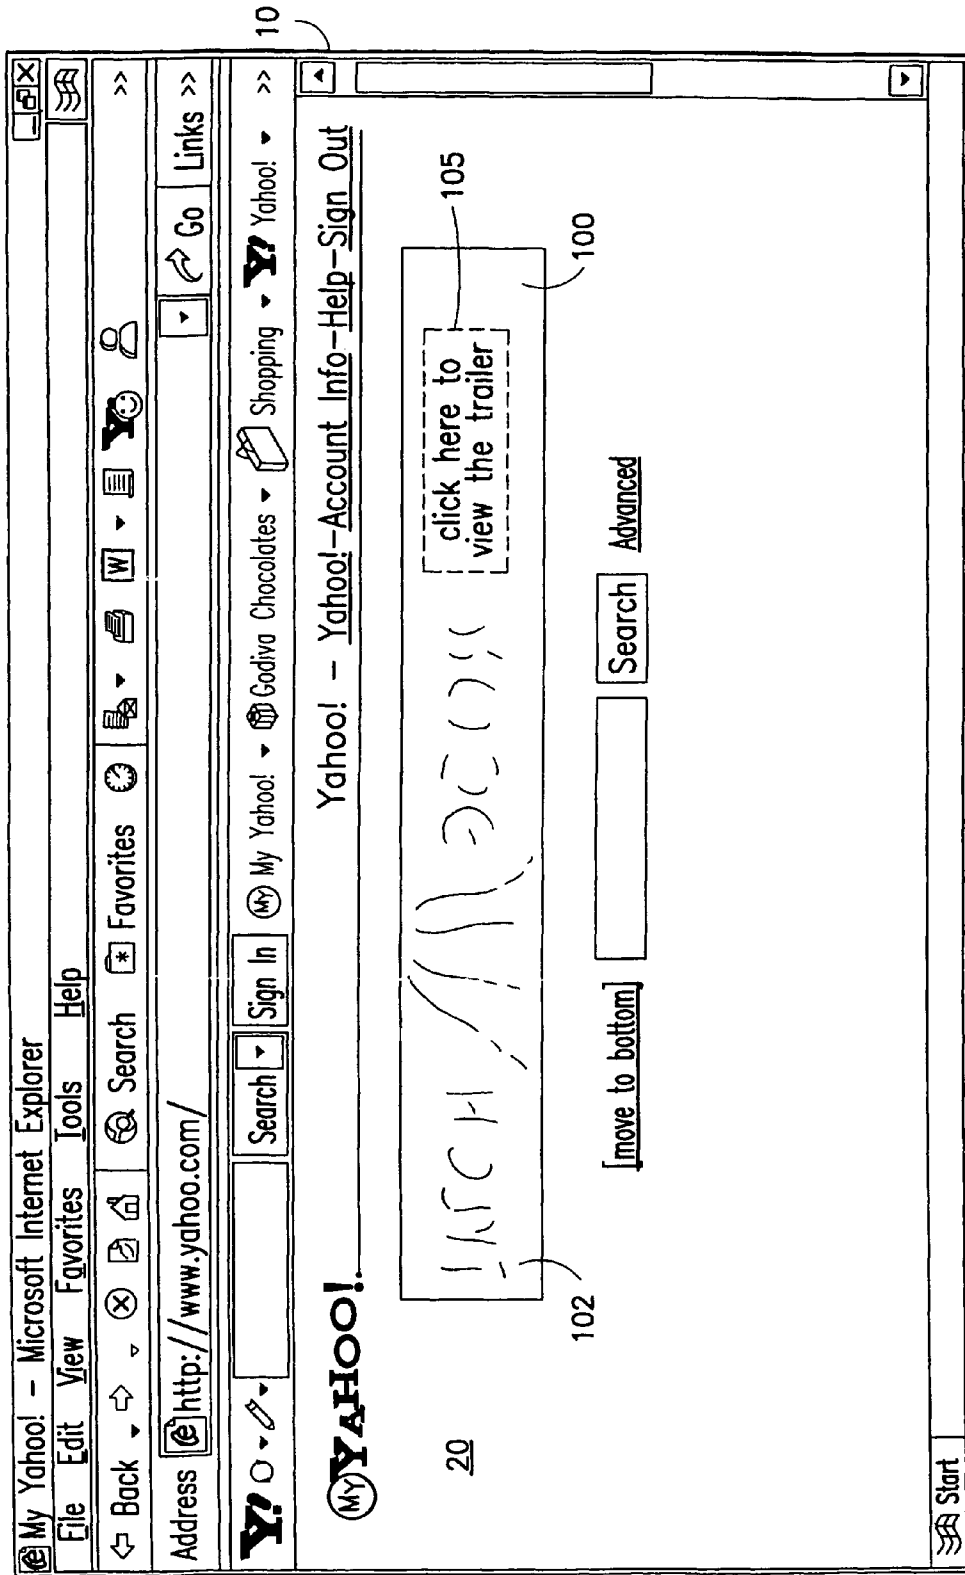 My Yahoo! – Microsoft Internet Explorer
File Edit View Favorites Tools Help
Back Search Favorites W Y! >>
Address http://www.yahoo.com/ Go Links >>
Y! Search Sign In MY My Yahoo! Godiva Chocolates Shopping Y! Yahoo! >>
10
MY YAHOO! Yahoo! – Yahoo!–Account Info–Help–Sign Out
20
click here to
view the trailer
105
100
102
[move to bottom] Search Advanced
Start